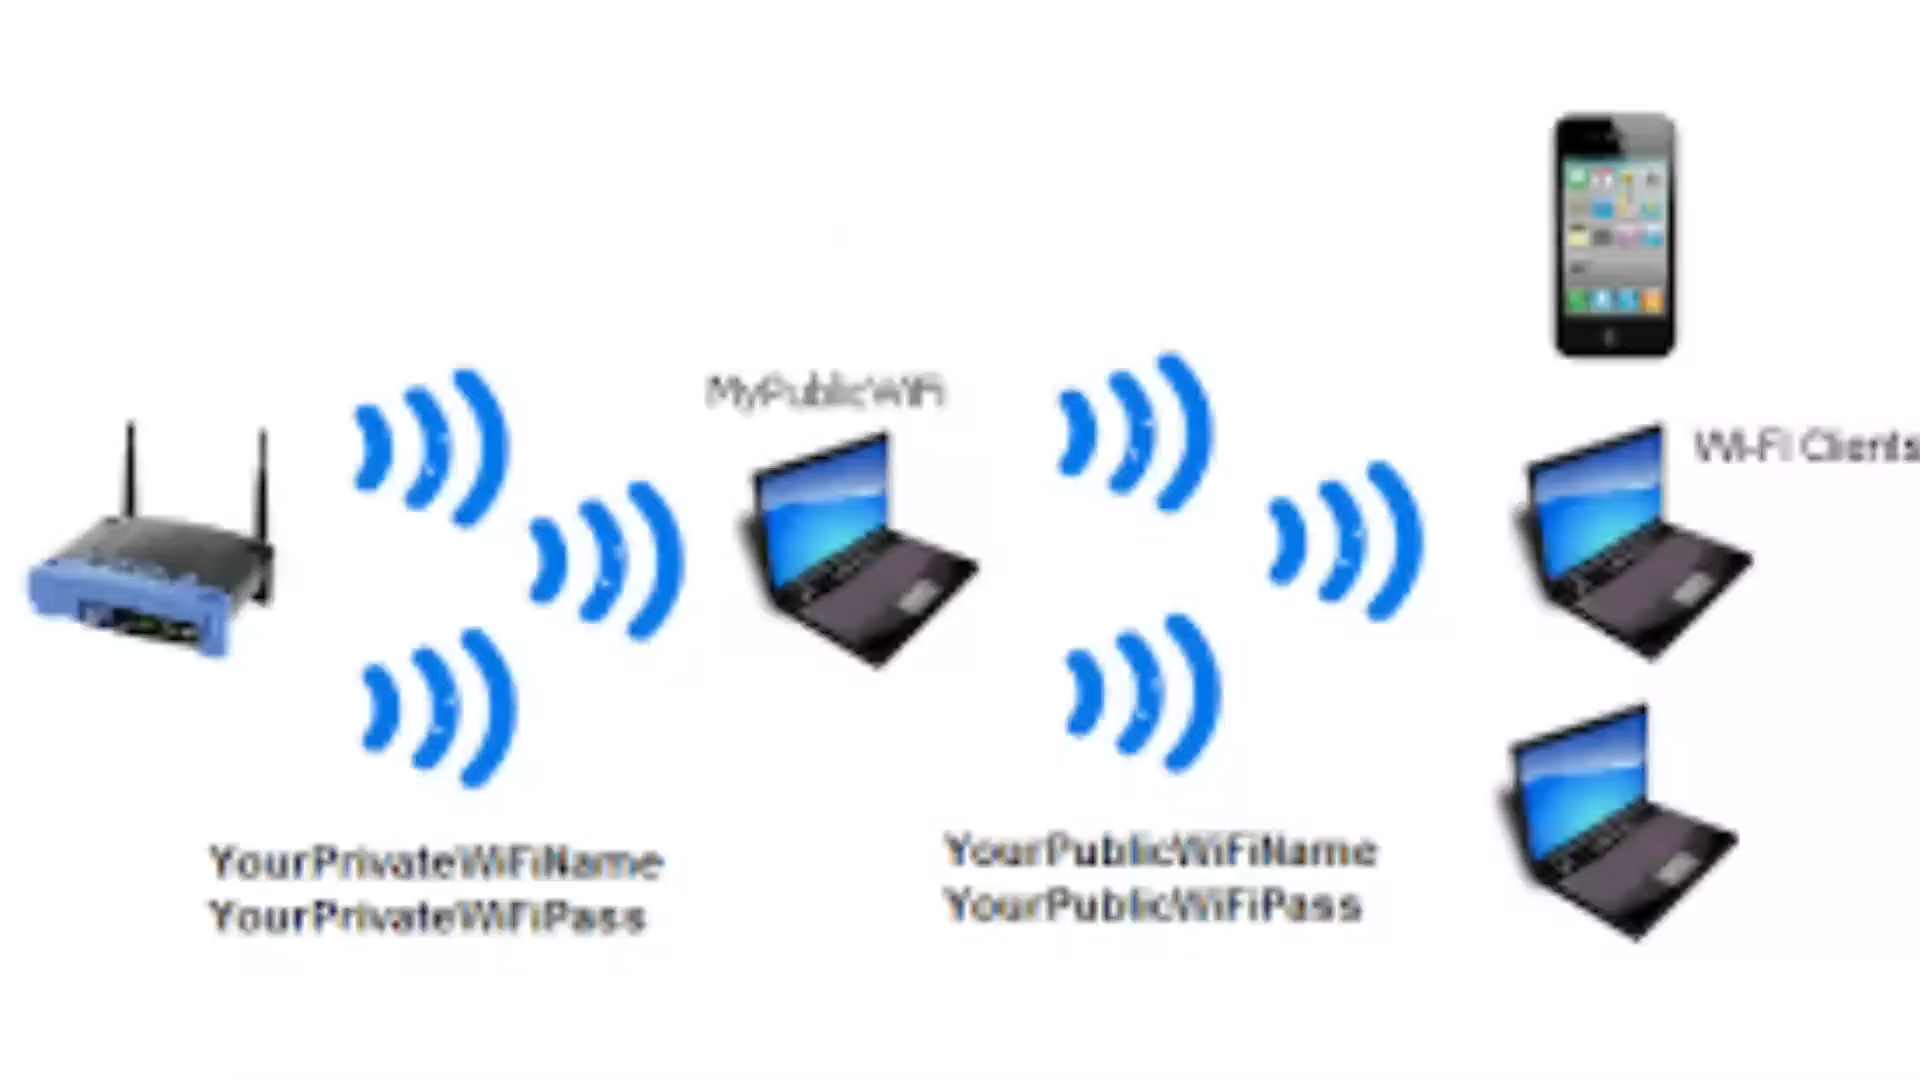 MyPublicWiFi
Wi-Fi Clients
YourPrivateWiFiName
YourPrivateWiFiPass
YourPublicWiFiName
YourPublicWiFiPass